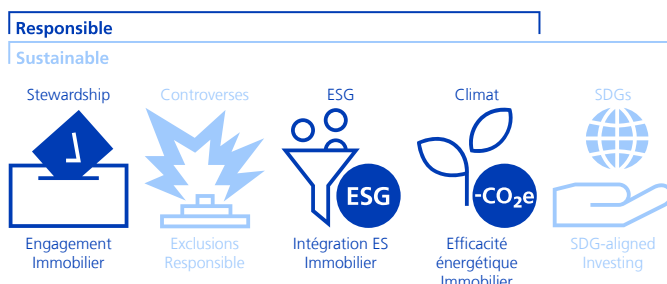 Responsible
Sustainable
Stewardship
Controverses
ESG
Climat
SDGs
ESG
-CO₂e
Engagement
Immobilier
Exclusions
Responsible
Intégration ES
Immobilier
Efficacité
énergétique
Immobilier
SDG-aligned
Investing